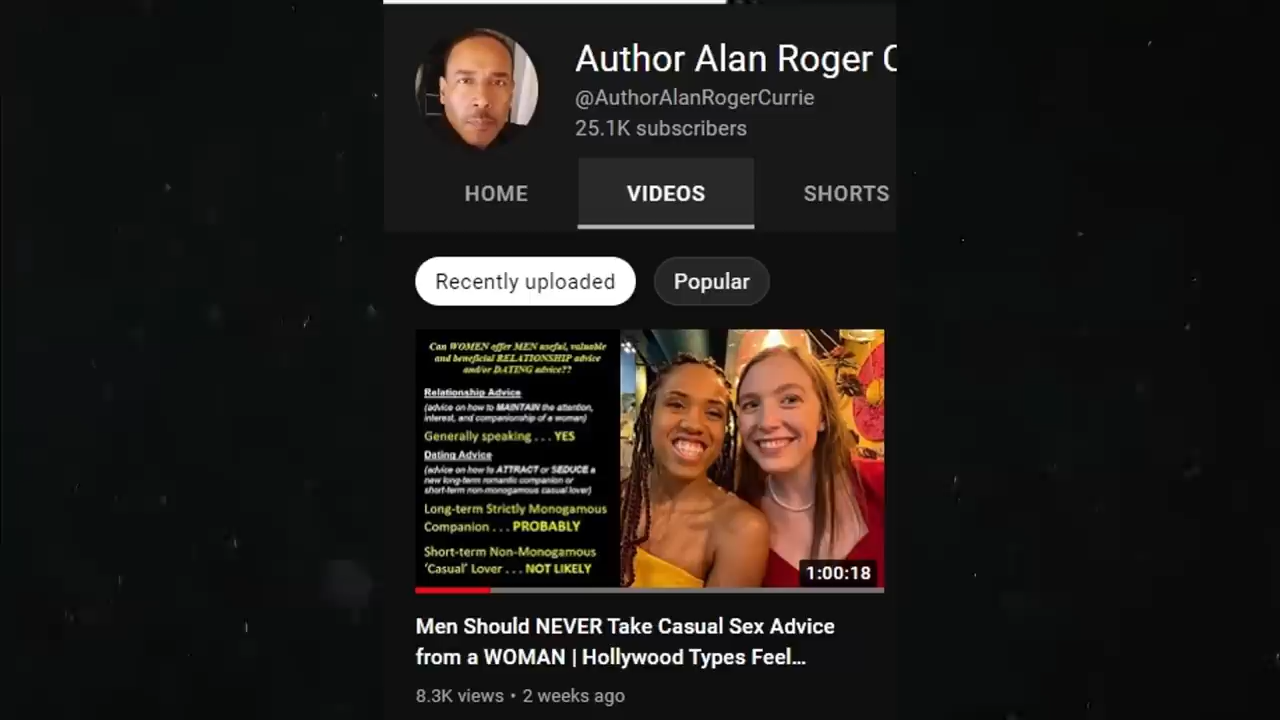 Author Alan Roger C
@AuthorAlanRogerCurrie
25.1K subscribers
HOME
VIDEOS
SHORTS
Recently uploaded
Popular
Can WOMEN offer MEN useful, valuable
and beneficial RELATIONSHIP advice
and/or DATING advice??
Relationship Advice
(advice on how to MAINTAIN the attention,
interest, and companionship of a woman)
Generally speaking . . . YES
Dating Advice
(advice on how to ATTRACT or SEDUCE a
new long-term romantic companion or
short-term non-monogamous casual lover)
Long-term Strictly Monogamous
Companion . . . PROBABLY
Short-term Non-Monogamous
'Casual' Lover . . . NOT LIKELY
1:00:18
Men Should NEVER Take Casual Sex Advice
from a WOMAN | Hollywood Types Feel...
8.3K views • 2 weeks ago